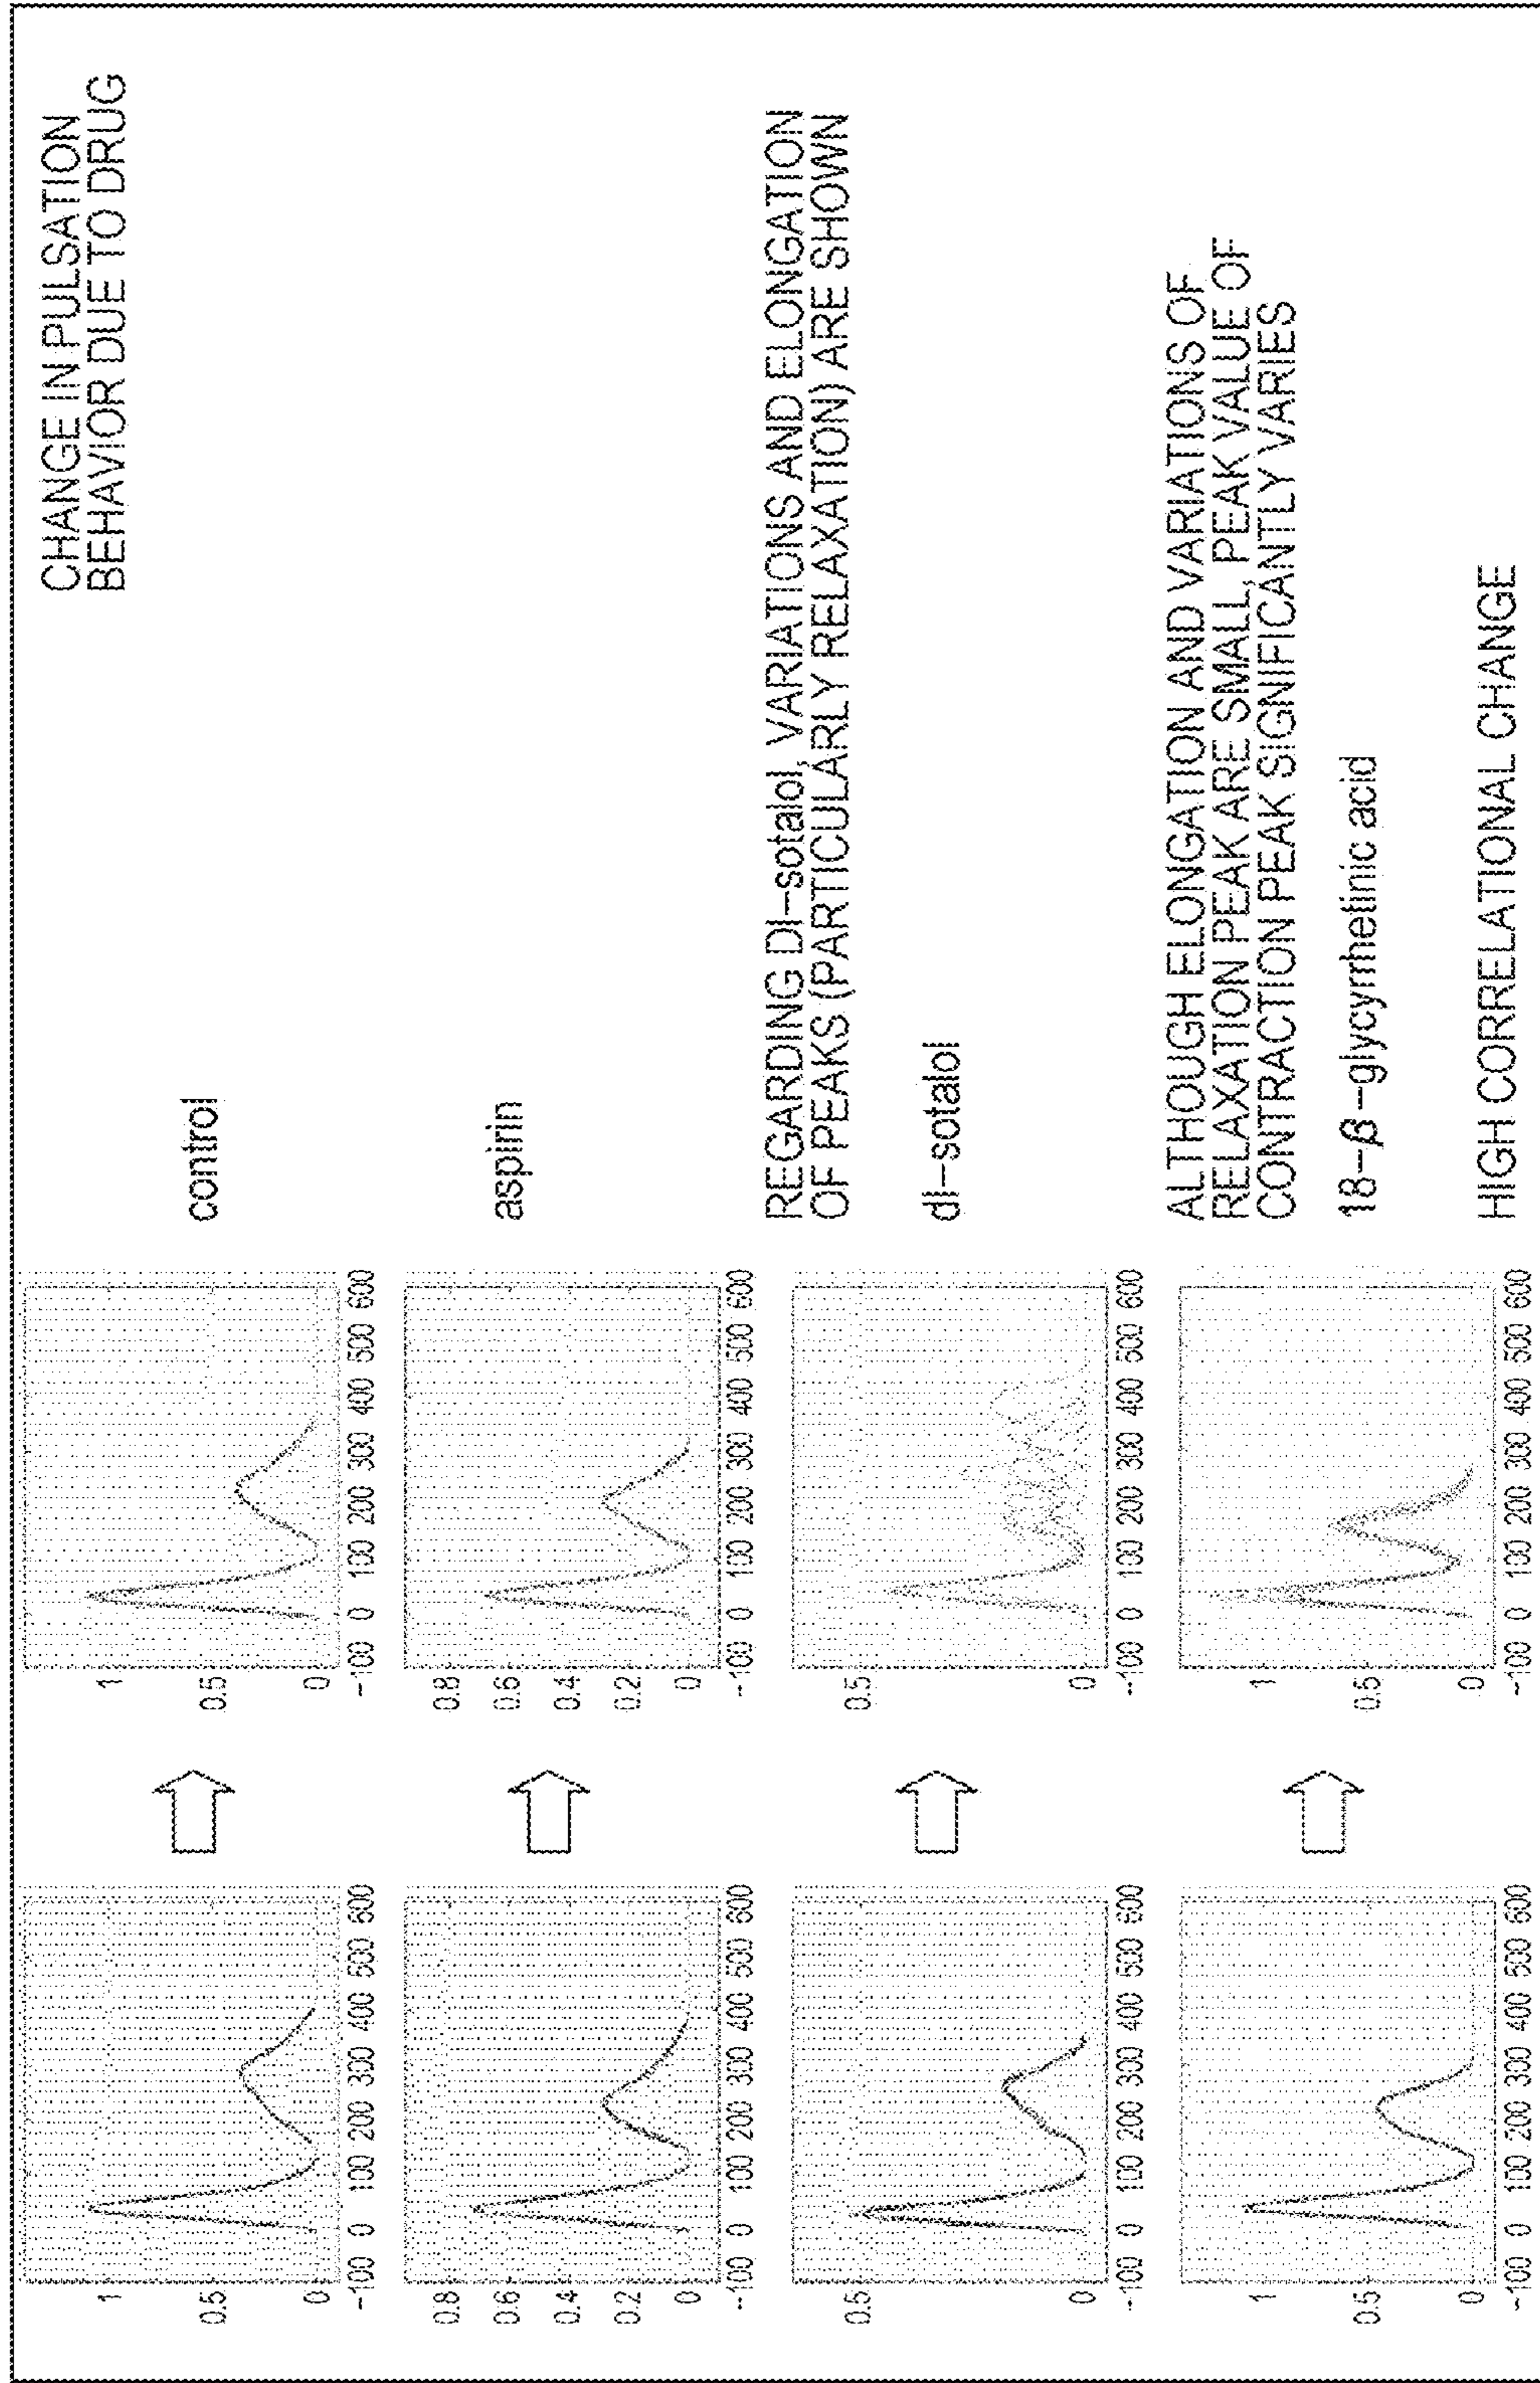 CHANGE IN PULSATION
BEHAVIOR DUE TO DRUG
1
0.5
0
-100 0 100 200 300 400 500 600
1
0.5
0
-100 0 100 200 300 400 500 600
control
0.8
0.6
0.4
0.2
0
-100 0 100 200 300 400 500 600
0.8
0.6
0.4
0.2
0
-100 0 100 200 300 400 500 600
aspirin
REGARDING Dl-sotalol, VARIATIONS AND ELONGATION
OF PEAKS (PARTICULARLY RELAXATION) ARE SHOWN
0.5
0
-100 0 100 200 300 400 500 600
0.5
0
-100 0 100 200 300 400 500 600
dl-sotalol
ALTHOUGH ELONGATION AND VARIATIONS OF
RELAXATION PEAK ARE SMALL, PEAK VALUE OF
CONTRACTION PEAK SIGNIFICANTLY VARIES
1
0.5
0
-100 0 100 200 300 400 500 600
1
0.5
0
-100 0 100 200 300 400 500 600
18-β-glycyrrhetinic acid
HIGH CORRELATIONAL CHANGE